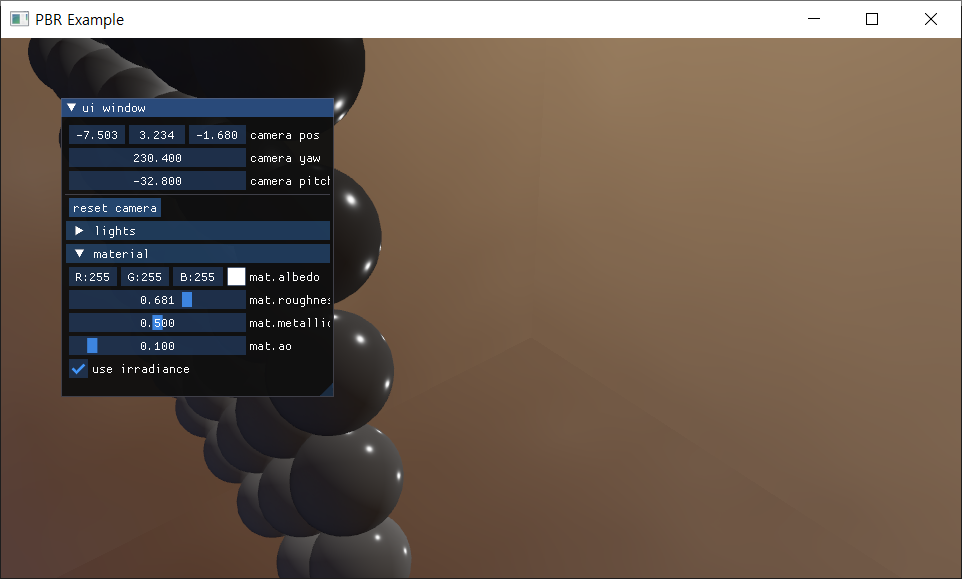 PBR Example
ui window
-7.503 3.234 -1.680 camera pos
230.400 camera yaw
-32.800 camera pitch
reset camera
lights
material
R:255 G:255 B:255 mat.albedo
0.681 mat.roughnes
0.500 mat.metallic
0.100 mat.ao
use irradiance